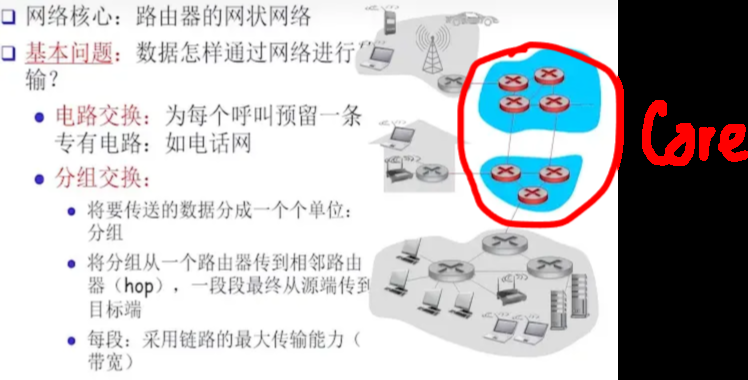 网络核心：路由器的网状网络
基本问题：数据怎样通过网络进行
输？
电路交换：为每个呼叫预留一条
专有电路：如电话网
分组交换：
将要传送的数据分成一个个单位：
分组
将分组从一个路由器传到相邻路由
器（hop），一段段最终从源端传到
目标端
每段：采用链路的最大传输能力（
带宽）
Care